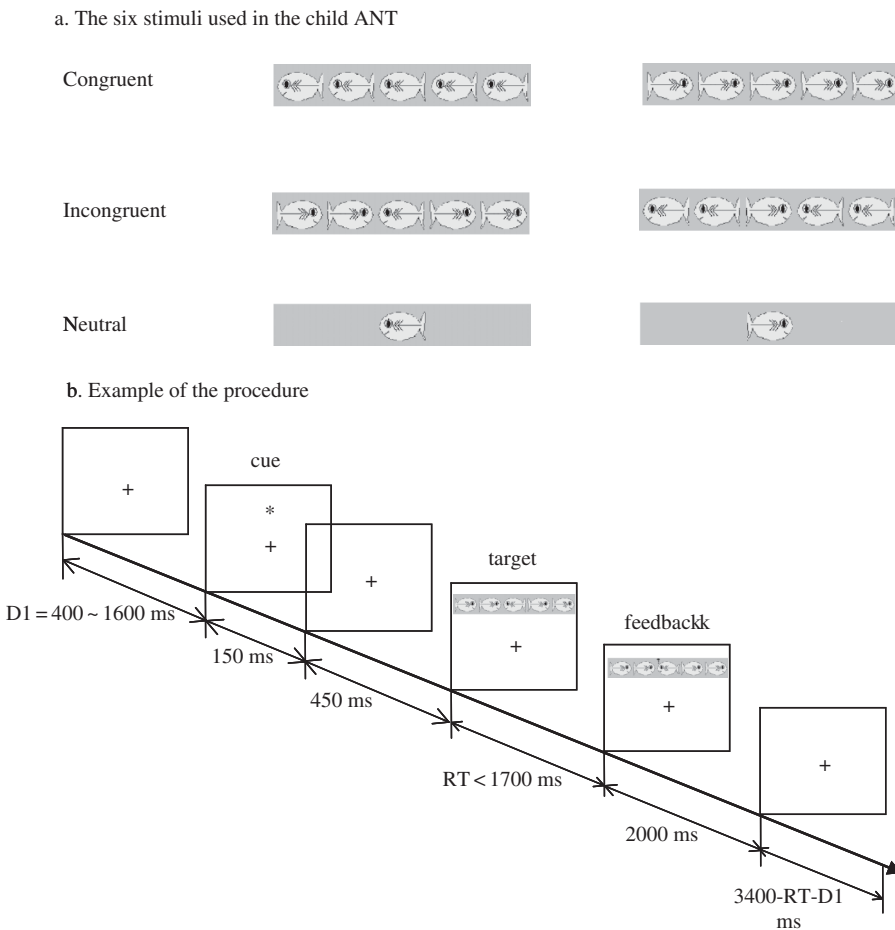 a. The six stimuli used in the child ANT
Congruent
Incongruent
Neutral
b. Example of the procedure
+
cue
*
+
+
target
+
feedbackk
+
+
D1 = 400 ~ 1600 ms
150 ms
450 ms
RT < 1700 ms
2000 ms
3400-RT-D1
ms